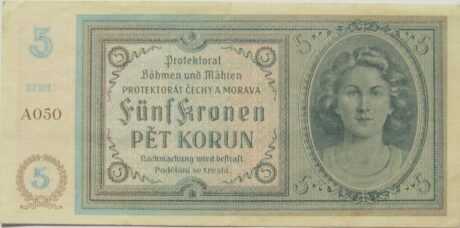 5
SERIE:
A050
5
5
Protektorat
Böhmen und Mähren
PROTEKTORÁT ČECHY A MORAVA
Fünf Kronen
PĚT KORUN
Nachmachung wird bestraft.
Padělání se trestá.
5
5
5